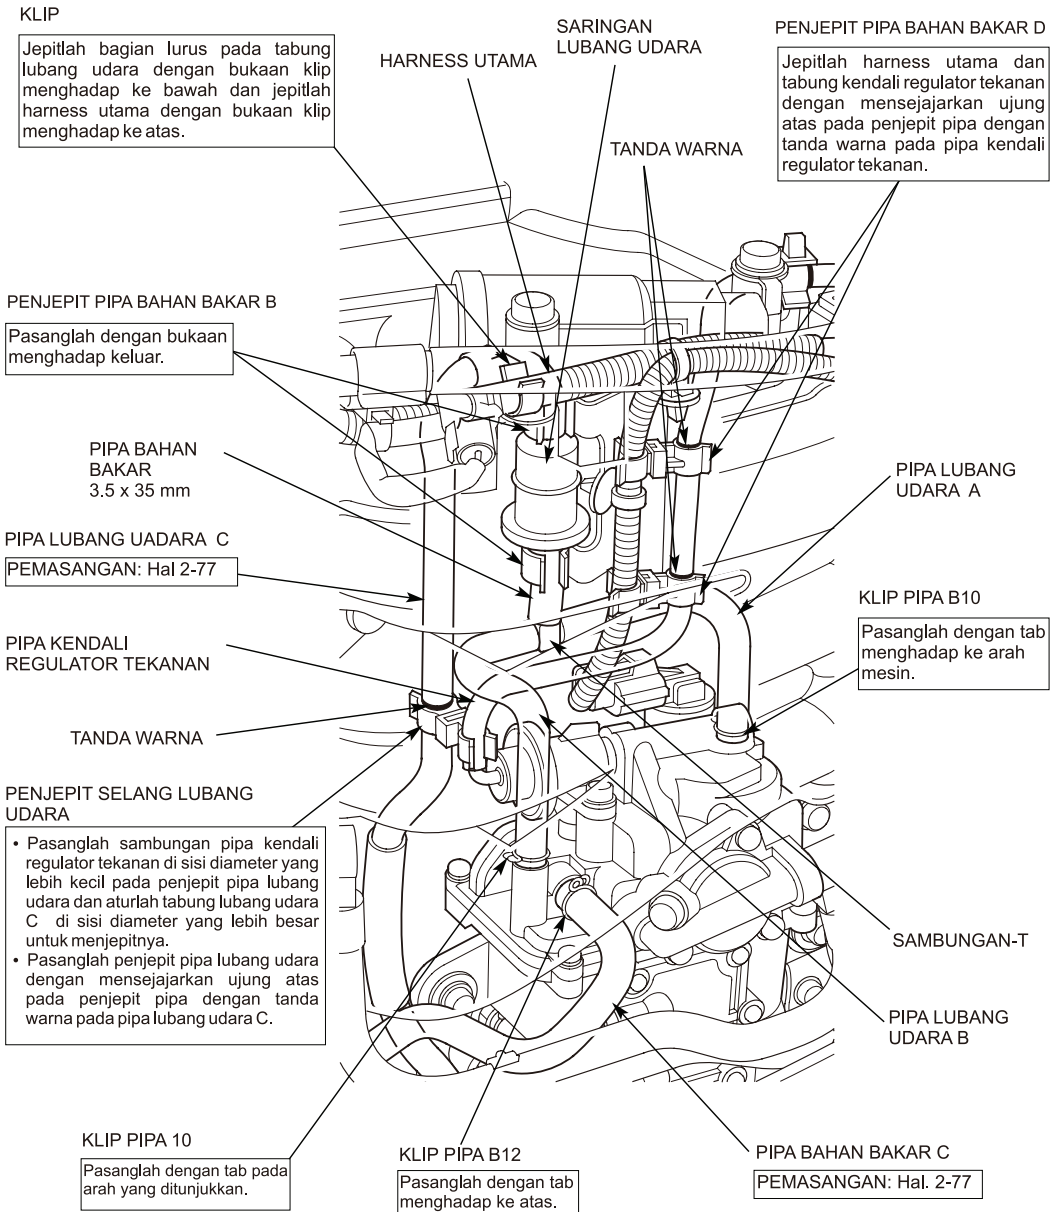 KLIP
Jepitlah bagian lurus pada tabung
lubang udara dengan bukaan klip
menghadap ke bawah dan jepitlah
harness utama dengan bukaan klip
menghadap ke atas.
HARNESS UTAMA
SARINGAN
LUBANG UDARA
TANDA WARNA
PENJEPIT PIPA BAHAN BAKAR D
Jepitlah harness utama dan
tabung kendali regulator tekanan
dengan mensejajarkan ujung
atas pada penjepit pipa dengan
tanda warna pada pipa kendali
regulator tekanan.
PENJEPIT PIPA BAHAN BAKAR B
Pasanglah dengan bukaan
menghadap keluar.
PIPA BAHAN
BAKAR
3.5 x 35 mm
PIPA LUBANG UADARA C
PEMASANGAN: Hal 2-77
PIPA KENDALI
REGULATOR TEKANAN
TANDA WARNA
PENJEPIT SELANG LUBANG
UDARA
• Pasanglah sambungan pipa kendali
regulator tekanan di sisi diameter yang
lebih kecil pada penjepit pipa lubang
udara dan aturlah tabung lubang udara
C di sisi diameter yang lebih besar
untuk menjepitnya.
• Pasanglah penjepit pipa lubang udara
dengan mensejajarkan ujung atas
pada penjepit pipa dengan tanda
warna pada pipa lubang udara C.
PIPA LUBANG
UDARA A
KLIP PIPA B10
Pasanglah dengan tab
menghadap ke arah
mesin.
SAMBUNGAN-T
PIPA LUBANG
UDARA B
KLIP PIPA 10
Pasanglah dengan tab pada
arah yang ditunjukkan.
KLIP PIPA B12
Pasanglah dengan tab
menghadap ke atas.
PIPA BAHAN BAKAR C
PEMASANGAN: Hal. 2-77